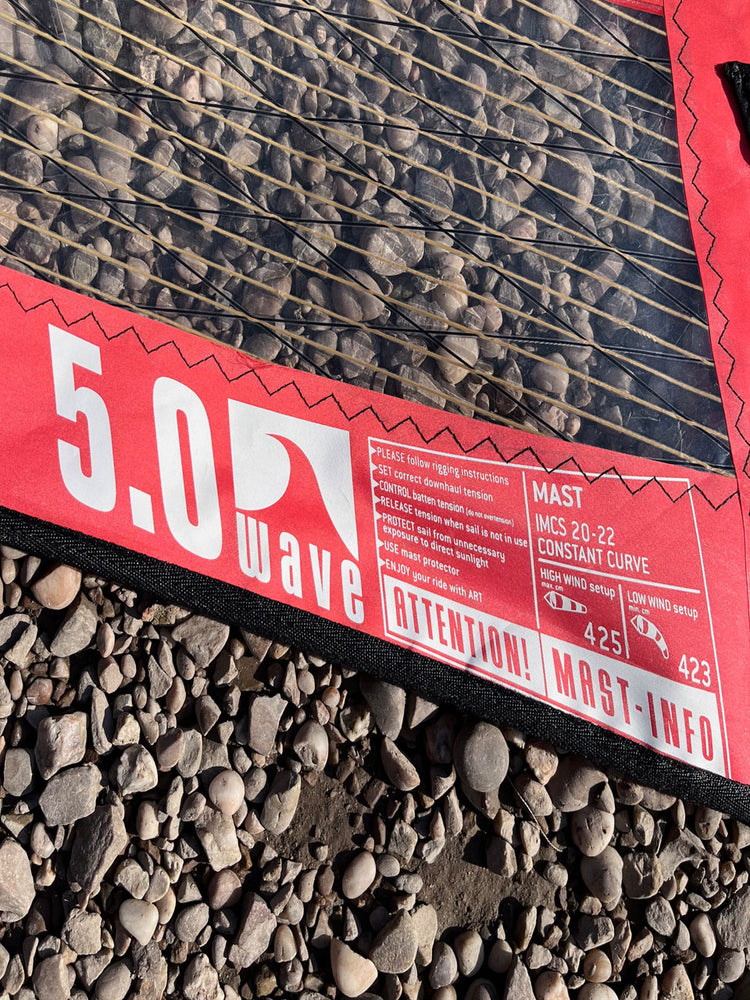 5.0
wave
PLEASE follow rigging instructions
SET correct downhaul tension
CONTROL batten tension (do not overtension)
RELEASE tension when sail is not in use
PROTECT sail from unnecessary
exposure to direct sunlight
USE mast protector
ENJOY your ride with ART
ATTENTION!
MAST
IMCS 20-22
CONSTANT CURVE
HIGH WIND setup
max. cm
425
LOW WIND setup
min. cm
423
MAST-INFO